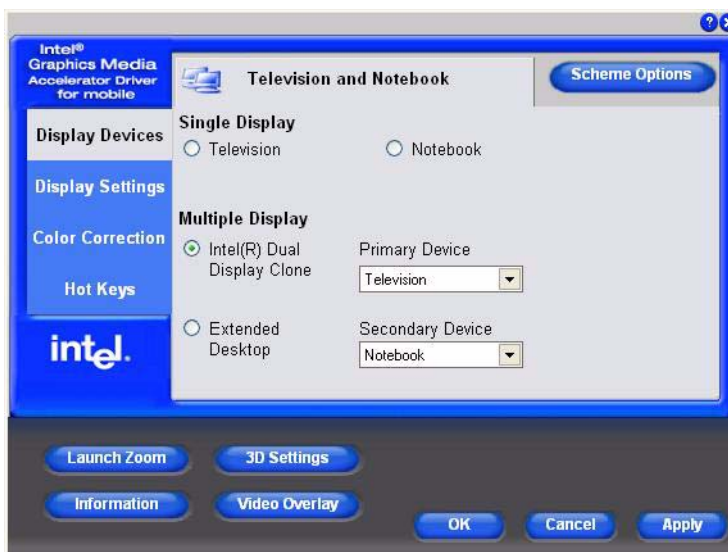 Intel®
Graphics Media
Accelerator Driver
for mobile
Television and Notebook
Scheme Options
Display Devices
Display Settings
Color Correction
Hot Keys
intel.
Single Display
Television
Notebook
Multiple Display
Intel(R) Dual
Display Clone
Primary Device
Television
Extended
Desktop
Secondary Device
Notebook
Launch Zoom
3D Settings
Information
Video Overlay
OK
Cancel
Apply